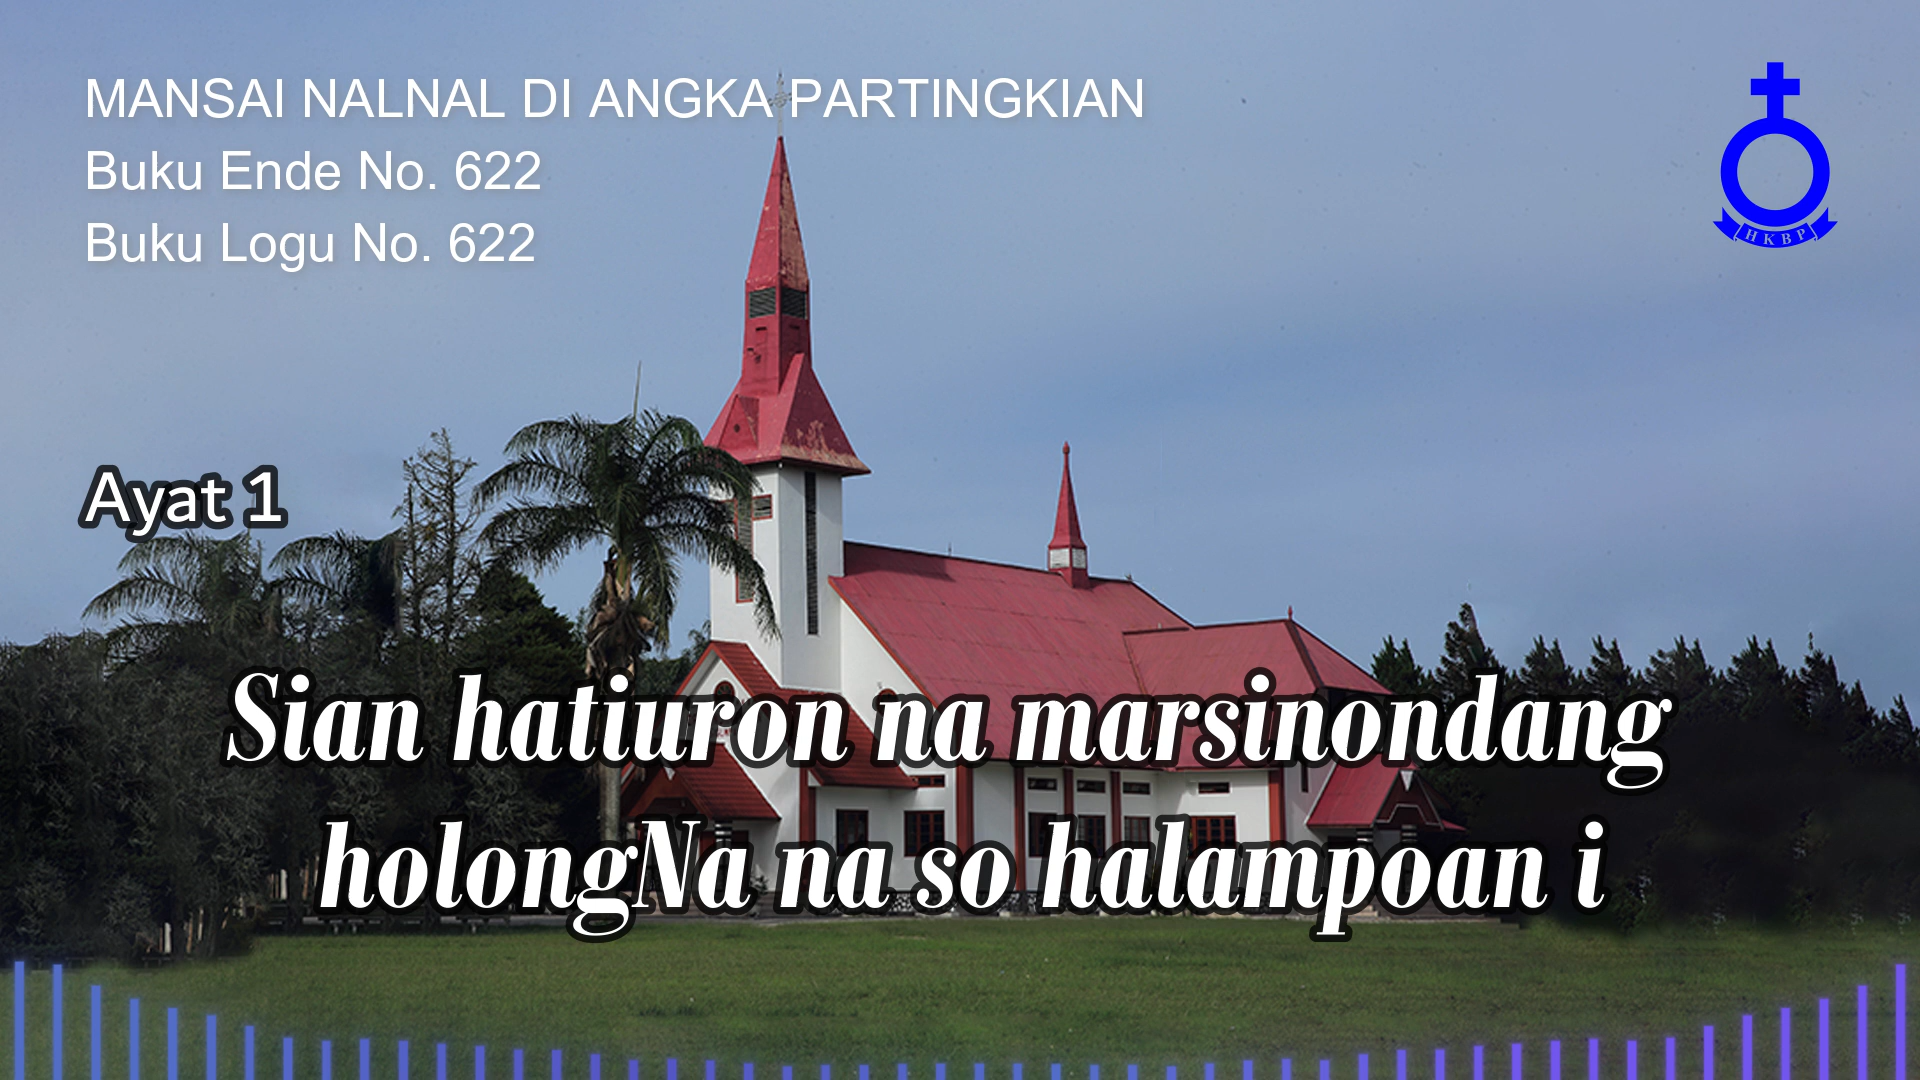 MANSAI NALNAL DI ANGKA PARTINGKIAN
Buku Ende No. 622
Buku Logu No. 622
HKBP
Ayat 1
Sian hatiuron na marsinondang
holongNa na so halampoan i